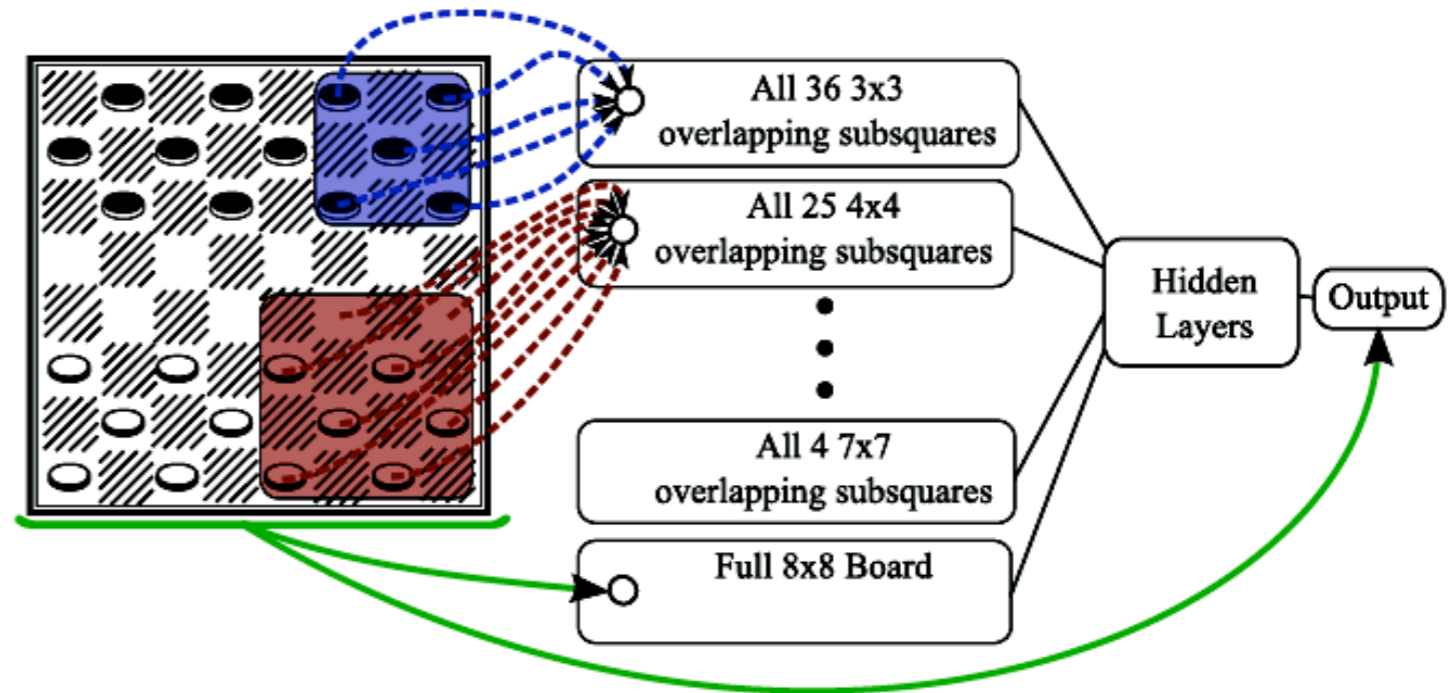 All 36 3x3
overlapping subsquares
All 25 4x4
overlapping subsquares
All 4 7x7
overlapping subsquares
Full 8x8 Board
Hidden
Layers
Output